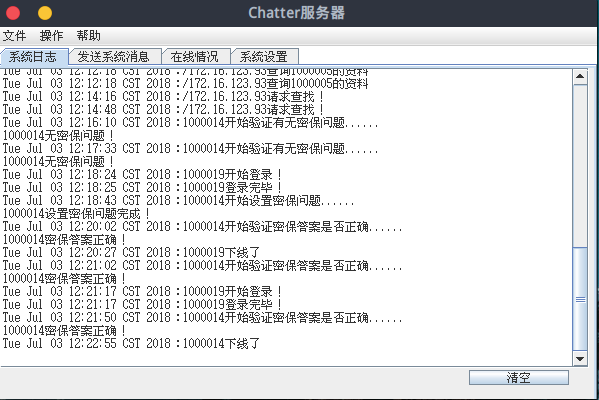 Chatter服务器
文件 操作 帮助
系统日志 发送系统消息 在线情况 系统设置
Tue Jul 03 12:12:18 CST 2018 :/172.16.123.93查询1000005的资料
Tue Jul 03 12:12:18 CST 2018 :/172.16.123.93查询1000005的资料
Tue Jul 03 12:14:16 CST 2018 :/172.16.123.93请求查找！
Tue Jul 03 12:14:48 CST 2018 :/172.16.123.93请求查找！
Tue Jul 03 12:16:10 CST 2018 :1000014开始验证有无密保问题......
1000014无密保问题！
Tue Jul 03 12:17:33 CST 2018 :1000014开始验证有无密保问题......
1000014无密保问题！
Tue Jul 03 12:18:24 CST 2018 :1000019开始登录！
Tue Jul 03 12:18:25 CST 2018 :1000019登录完毕！
Tue Jul 03 12:18:43 CST 2018 :1000014开始设置密保问题......
1000014设置密保问题完成！
Tue Jul 03 12:20:02 CST 2018 :1000014开始验证密保答案是否正确......
1000014密保答案正确！
Tue Jul 03 12:20:27 CST 2018 :1000019下线了
Tue Jul 03 12:21:02 CST 2018 :1000014开始验证密保答案是否正确......
1000014密保答案正确！
Tue Jul 03 12:21:17 CST 2018 :1000019开始登录！
Tue Jul 03 12:21:17 CST 2018 :1000019登录完毕！
Tue Jul 03 12:21:50 CST 2018 :1000014开始验证密保答案是否正确......
1000014密保答案正确！
Tue Jul 03 12:22:55 CST 2018 :1000014下线了
清空